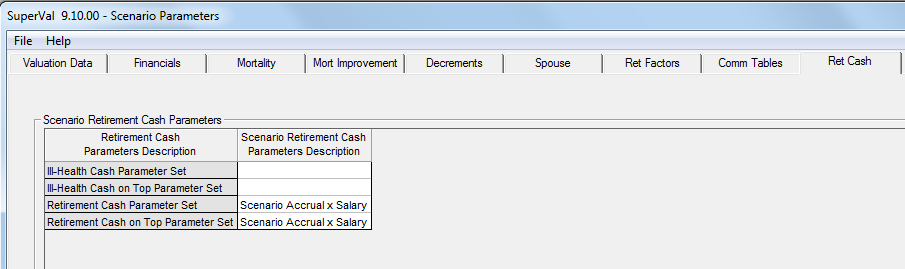 SuperVal 9.10.00 - Scenario Parameters
File Help
Valuation Data Financials Mortality Mort Improvement Decrements Spouse Ret Factors Comm Tables Ret Cash
Scenario Retirement Cash Parameters
Retirement Cash Scenario Retirement Cash
Parameters Description Parameters Description
Ill-Health Cash Parameter Set
Ill-Health Cash on Top Parameter Set
Retirement Cash Parameter Set Scenario Accrual x Salary
Retirement Cash on Top Parameter Set Scenario Accrual x Salary